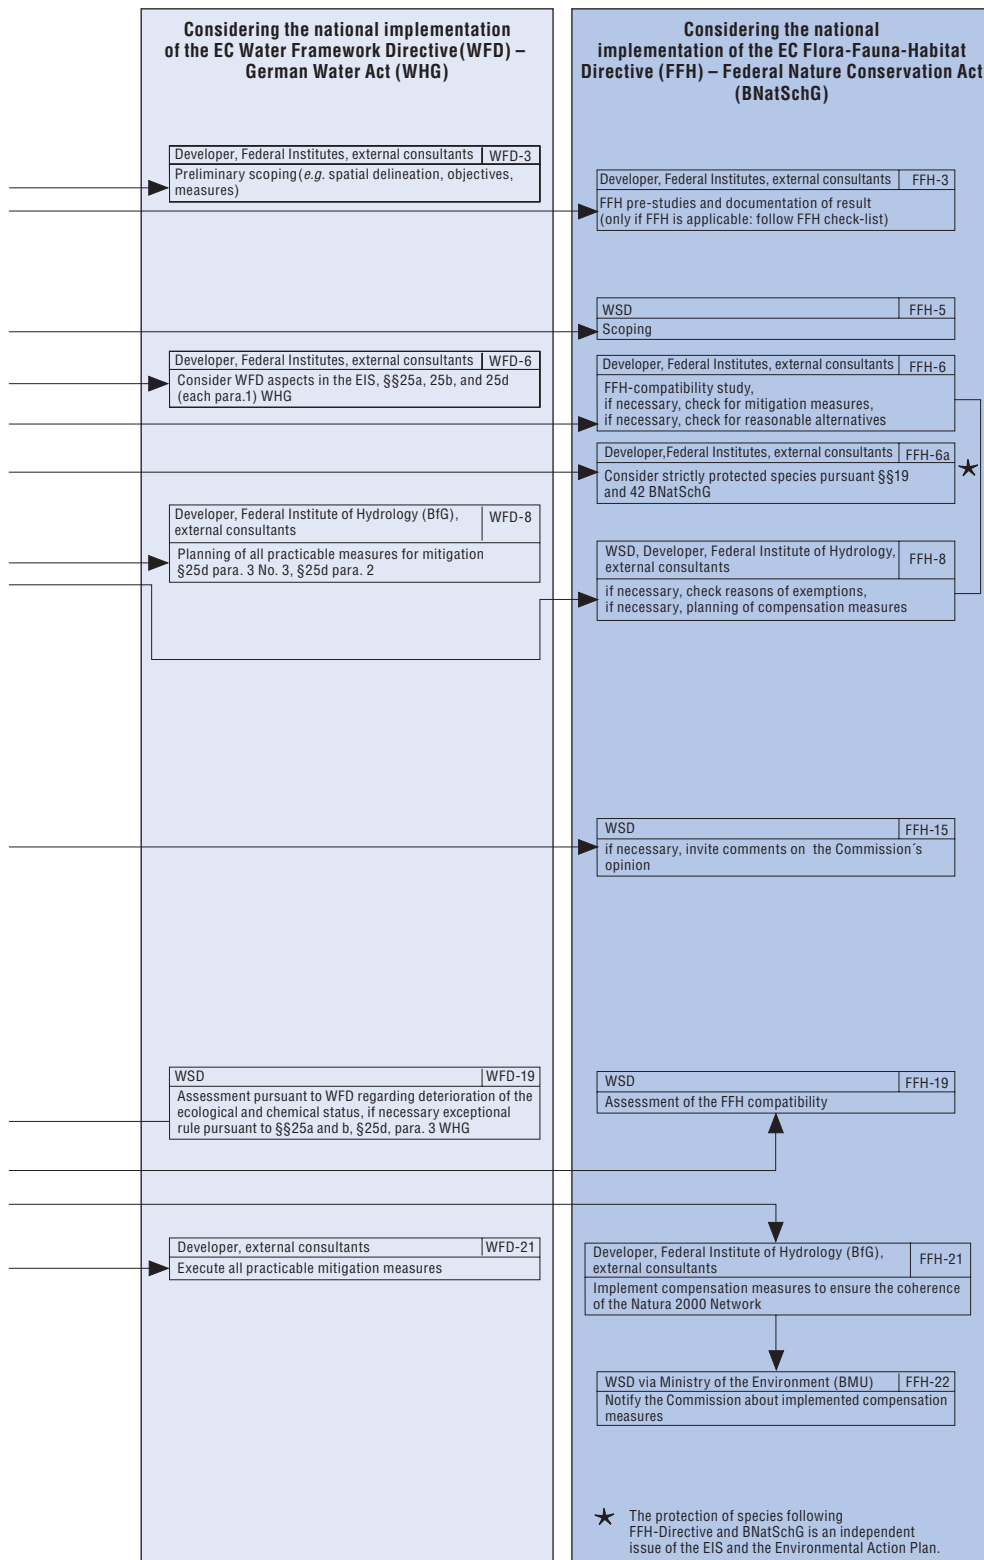 Considering the national implementation
of the EC Water Framework Directive (WFD) –
German Water Act (WHG)
Developer, Federal Institutes, external consultants WFD-3
Preliminary scoping (e.g. spatial delineation, objectives,
measures)
Developer, Federal Institutes, external consultants WFD-6
Consider WFD aspects in the EIS, §§25a, 25b, and 25d
(each para.1) WHG
Developer, Federal Institute of Hydrology (BfG),
external consultants
WFD-8
Planning of all practicable measures for mitigation
§25d para. 3 No. 3, §25d para. 2
WSD WFD-19
Assessment pursuant to WFD regarding deterioration of the
ecological and chemical status, if necessary exceptional
rule pursuant to §§25a and b, §25d, para. 3 WHG
Developer, external consultants WFD-21
Execute all practicable mitigation measures
Considering the national
implementation of the EC Flora-Fauna-Habitat
Directive (FFH) – Federal Nature Conservation Act
(BNatSchG)
Developer, Federal Institutes, external consultants FFH-3
FFH pre-studies and documentation of result
(only if FFH is applicable: follow FFH check-list)
WSD FFH-5
Scoping
Developer, Federal Institutes, external consultants FFH-6
FFH-compatibility study,
if necessary, check for mitigation measures,
if necessary, check for reasonable alternatives
Developer,Federal Institutes, external consultants FFH-6a
Consider strictly protected species pursuant §§19
and 42 BNatSchG
WSD, Developer, Federal Institute of Hydrology,
external consultants
FFH-8
if necessary, check reasons of exemptions,
if necessary, planning of compensation measures
WSD FFH-15
if necessary, invite comments on the Commission´s
opinion
WSD FFH-19
Assessment of the FFH compatibility
Developer, Federal Institute of Hydrology (BfG),
external consultants
FFH-21
Implement compensation measures to ensure the coherence
of the Natura 2000 Network
WSD via Ministry of the Environment (BMU) FFH-22
Notify the Commission about implemented compensation
measures
★ The protection of species following
FFH-Directive and BNatSchG is an independent
issue of the EIS and the Environmental Action Plan.